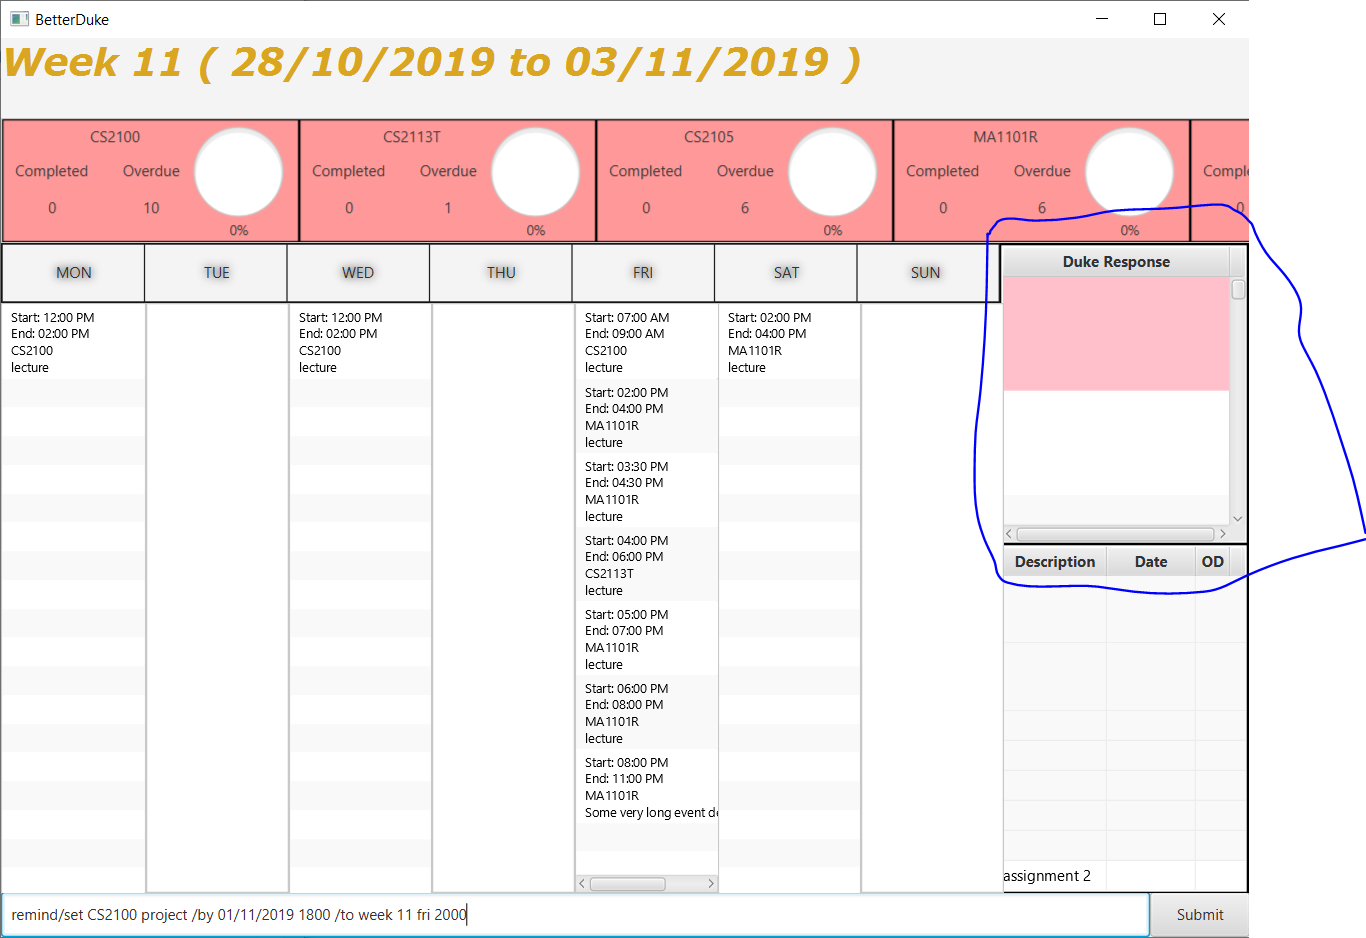 BetterDuke
Week 11 ( 28/10/2019 to 03/11/2019 )
CS2100
Completed Overdue
0 10
0%
CS2113T
Completed Overdue
0 1
0%
CS2105
Completed Overdue
0 6
0%
MA1101R
Completed Overdue
0 6
0%
Compl
0
MON TUE WED THU FRI SAT SUN
Start: 12:00 PM
End: 02:00 PM
CS2100
lecture
Start: 12:00 PM
End: 02:00 PM
CS2100
lecture
Start: 07:00 AM
End: 09:00 AM
CS2100
lecture
Start: 02:00 PM
End: 04:00 PM
MA1101R
lecture
Start: 03:30 PM
End: 04:30 PM
MA1101R
lecture
Start: 04:00 PM
End: 06:00 PM
CS2113T
lecture
Start: 05:00 PM
End: 07:00 PM
MA1101R
lecture
Start: 06:00 PM
End: 08:00 PM
MA1101R
lecture
Start: 08:00 PM
End: 11:00 PM
MA1101R
Some very long event de
Start: 02:00 PM
End: 04:00 PM
MA1101R
lecture
Duke Response
Description Date OD
assignment 2
remind/set CS2100 project /by 01/11/2019 1800 /to week 11 fri 2000
Submit